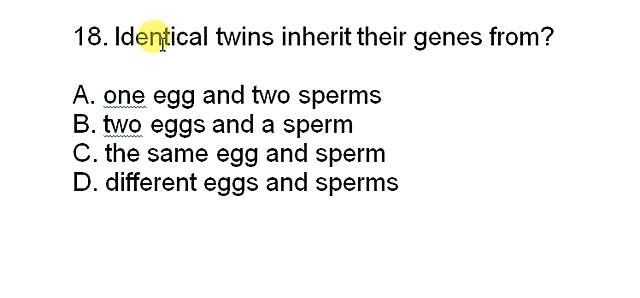 18. Identical twins inherit their genes from?
A. one egg and two sperms
B. two eggs and a sperm
C. the same egg and sperm
D. different eggs and sperms